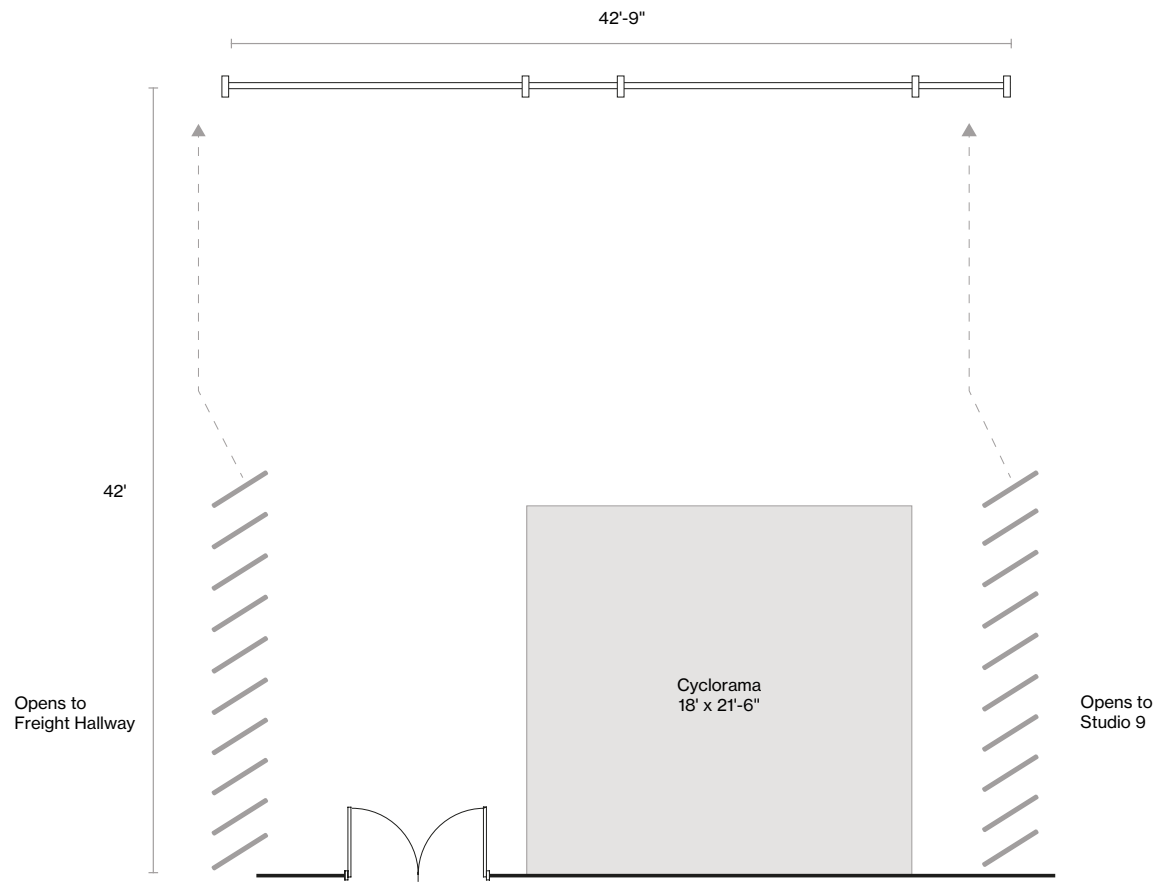 42'-9"
42'
Cyclorama
18' x 21'-6"
Opens to
Freight Hallway
Opens to
Studio 9